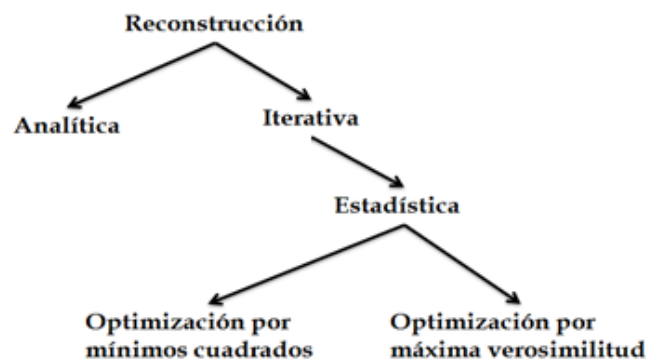 Reconstrucción
Analítica
Iterativa
Estadística
Optimización por
mínimos cuadrados
Optimización por
máxima verosimilitud